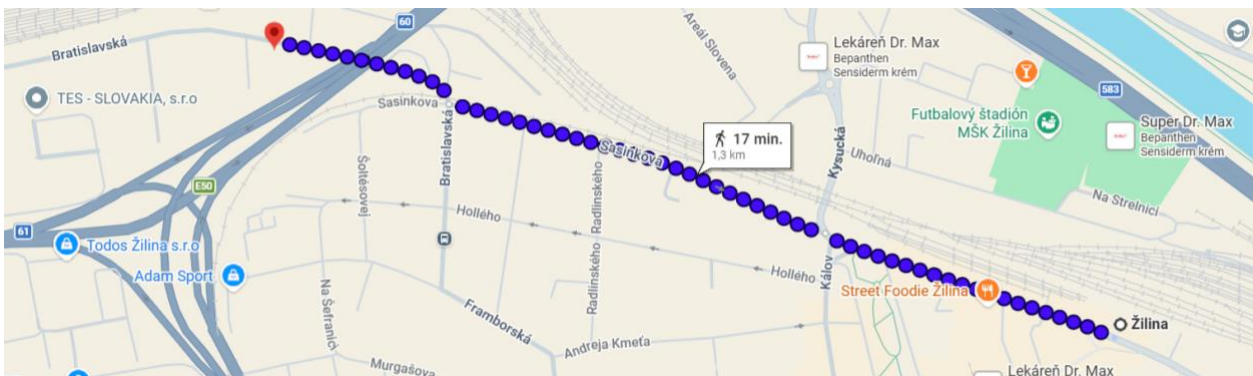 60
Bratislavská
TES - SLOVAKIA, s.r.o
Sasinkova
Areál Slovena
Lekáreň Dr. Max
Bepanthen
Sensiderm krém
583
Futbalový štadión
MŠK Žilina
Super Dr. Max
Bepanthen
Sensiderm krém
17 min.
1,3 km
Sasinkova
Kysucká
Uhoľná
Na Strelnici
Bratislavská
Šoltésovej
E50
Hollého
Radlinského
Radlinského
61
Todos Žilina s.r.o
Adam Sport
Hollého
Kálov
Street Foodie Žilina
Žilina
Na Šefranici
Framborská
Andreja Kmeťa
Murgašova
Lekáreň Dr. Max